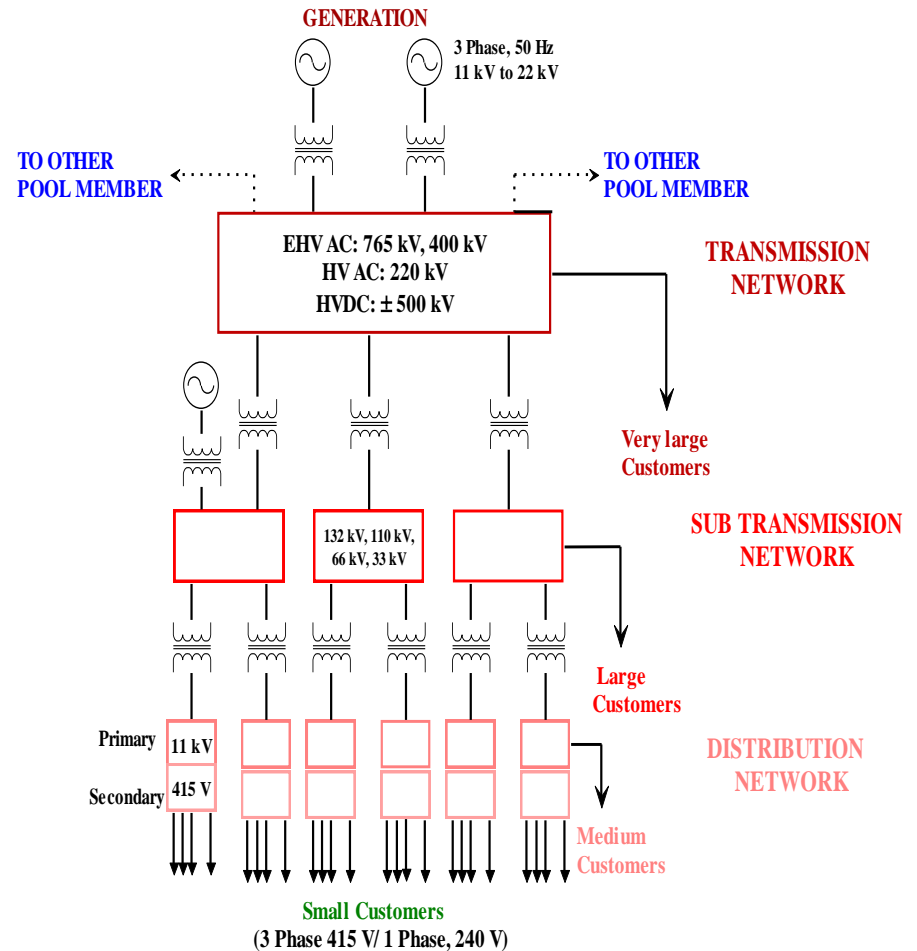 GENERATION
3 Phase, 50 Hz
11 kV to 22 kV
TO OTHER
POOL MEMBER
TO OTHER
POOL MEMBER
EHV AC: 765 kV, 400 kV
HV AC: 220 kV
HVDC: ± 500 kV
TRANSMISSION
NETWORK
Very large
Customers
132 kV, 110 kV,
66 kV, 33 kV
SUB TRANSMISSION
NETWORK
Large
Customers
Primary
11 kV
Secondary
415 V
DISTRIBUTION
NETWORK
Medium
Customers
Small Customers
(3 Phase 415 V/ 1 Phase, 240 V)